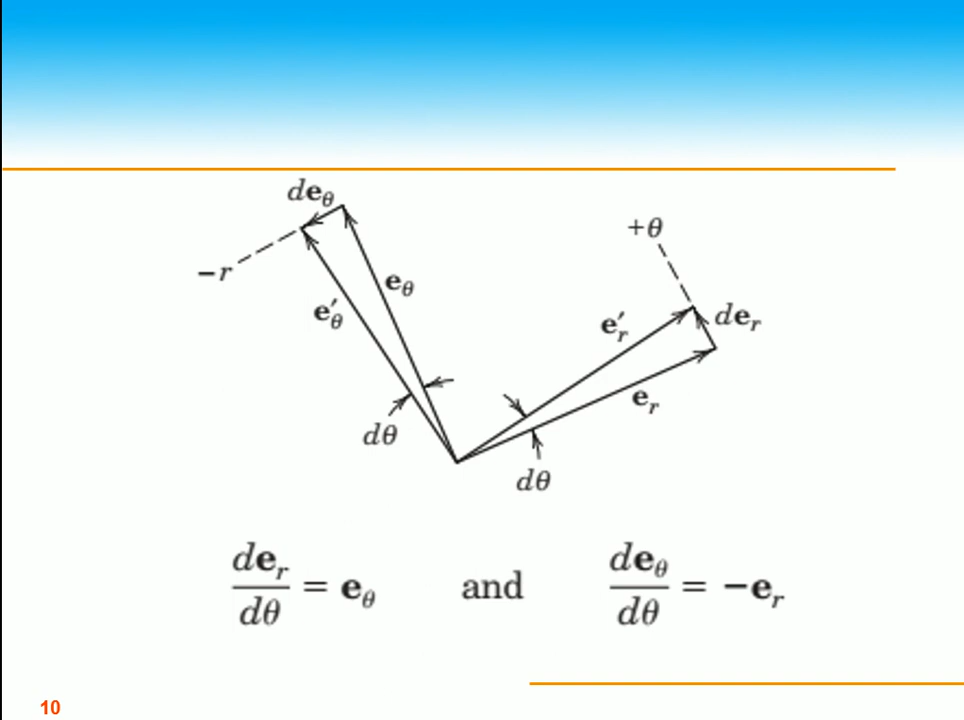 d𝐞_θ
+θ
−r
𝐞_θ
𝐞′_θ
𝐞′_r
d𝐞_r
𝐞_r
dθ
dθ
d𝐞_r/dθ = 𝐞_θ and d𝐞_θ/dθ = −𝐞_r
10